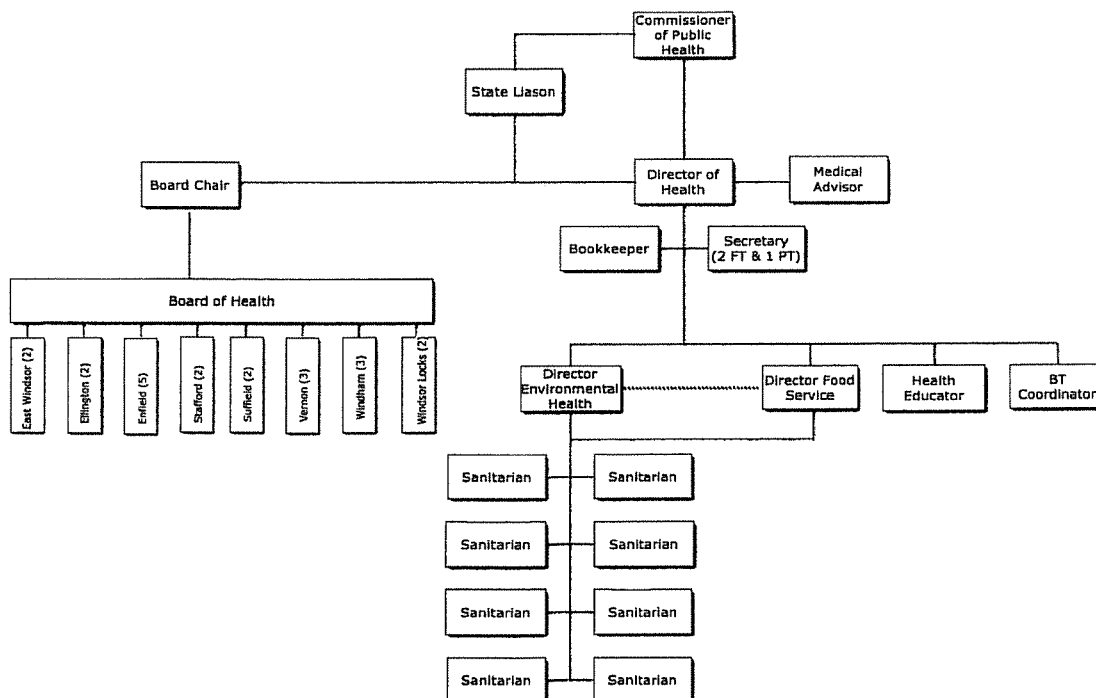 Commissioner
of Public
Health
State Liason
Board Chair
Director of
Health
Medical
Advisor
Bookkeeper
Secretary
(2 FT & 1 PT)
Board of Health
East Windsor (2)
Ellington (2)
Enfield (5)
Stafford (2)
Suffield (2)
Vernon (3)
Windham (3)
Windsor Locks (2)
Director
Environmental
Health
Director Food
Service
Health
Educator
BT
Coordinator
Sanitarian
Sanitarian
Sanitarian
Sanitarian
Sanitarian
Sanitarian
Sanitarian
Sanitarian